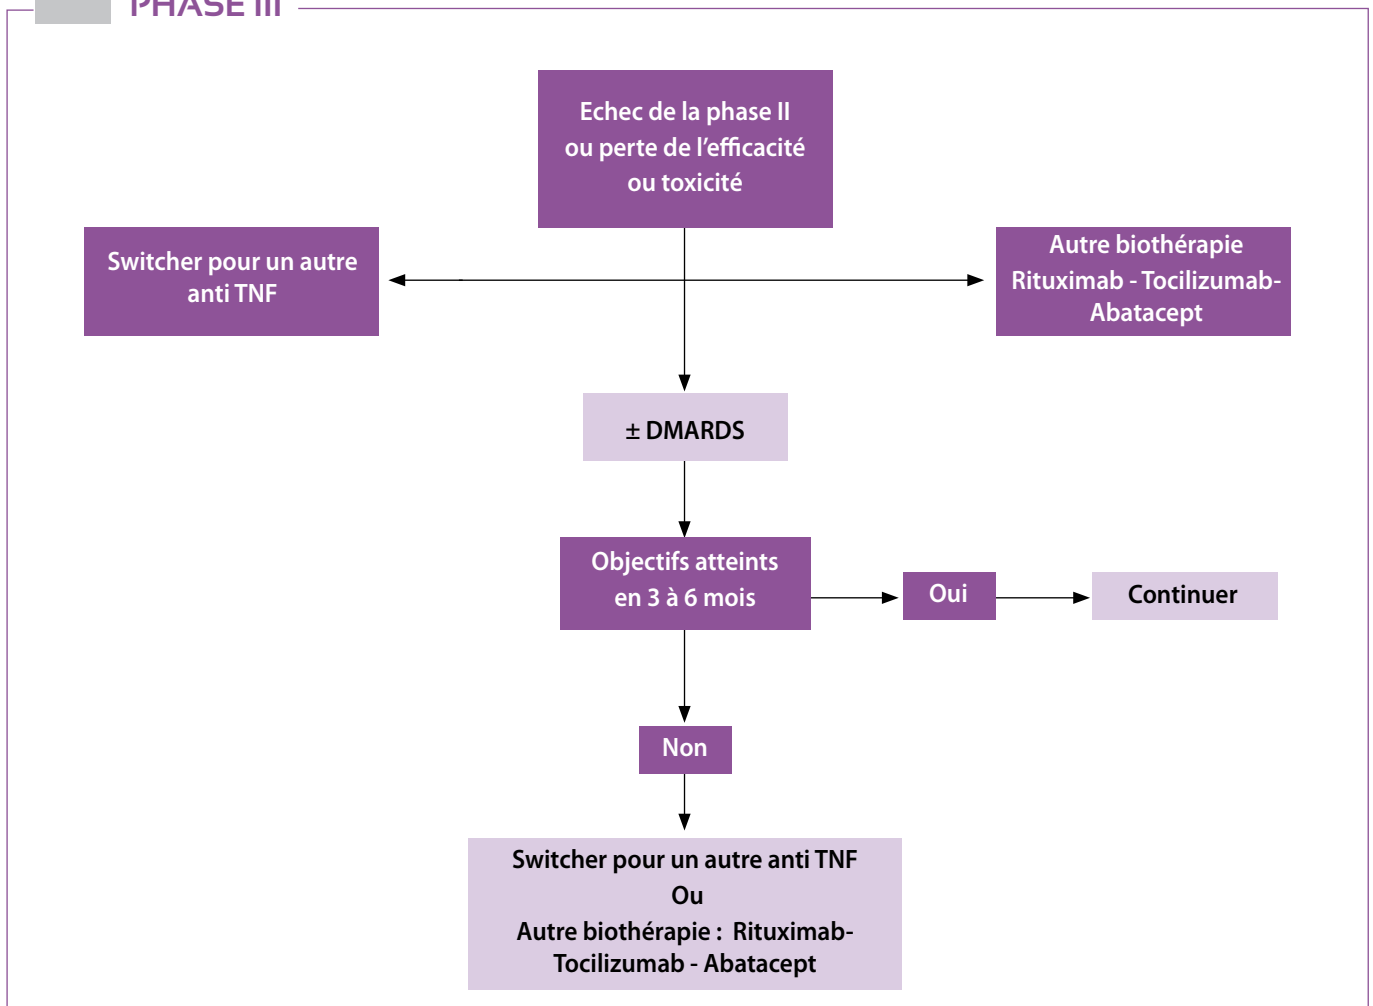 PHASE III
Echec de la phase II
ou perte de l'efficacité
ou toxicité
Switcher pour un autre
anti TNF
Autre biothérapie
Rituximab - Tocilizumab-
Abatacept
± DMARDS
Objectifs atteints
en 3 à 6 mois
Oui
Continuer
Non
Switcher pour un autre anti TNF
Ou
Autre biothérapie : Rituximab-
Tocilizumab - Abatacept